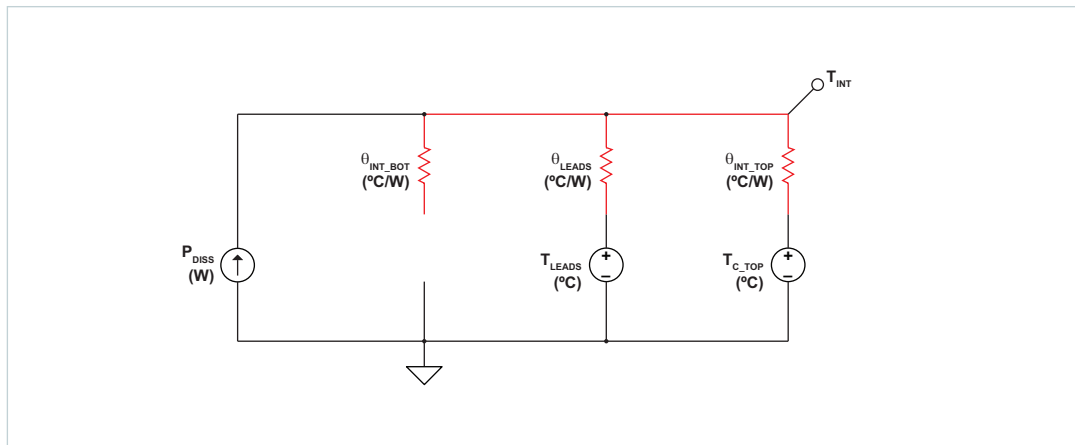 T_INT
θ_INT_BOT
(ºC/W)
θ_LEADS
(ºC/W)
θ_INT_TOP
(ºC/W)
P_DISS
(W)
T_LEADS
(ºC)
T_C_TOP
(ºC)
+
–
+
–